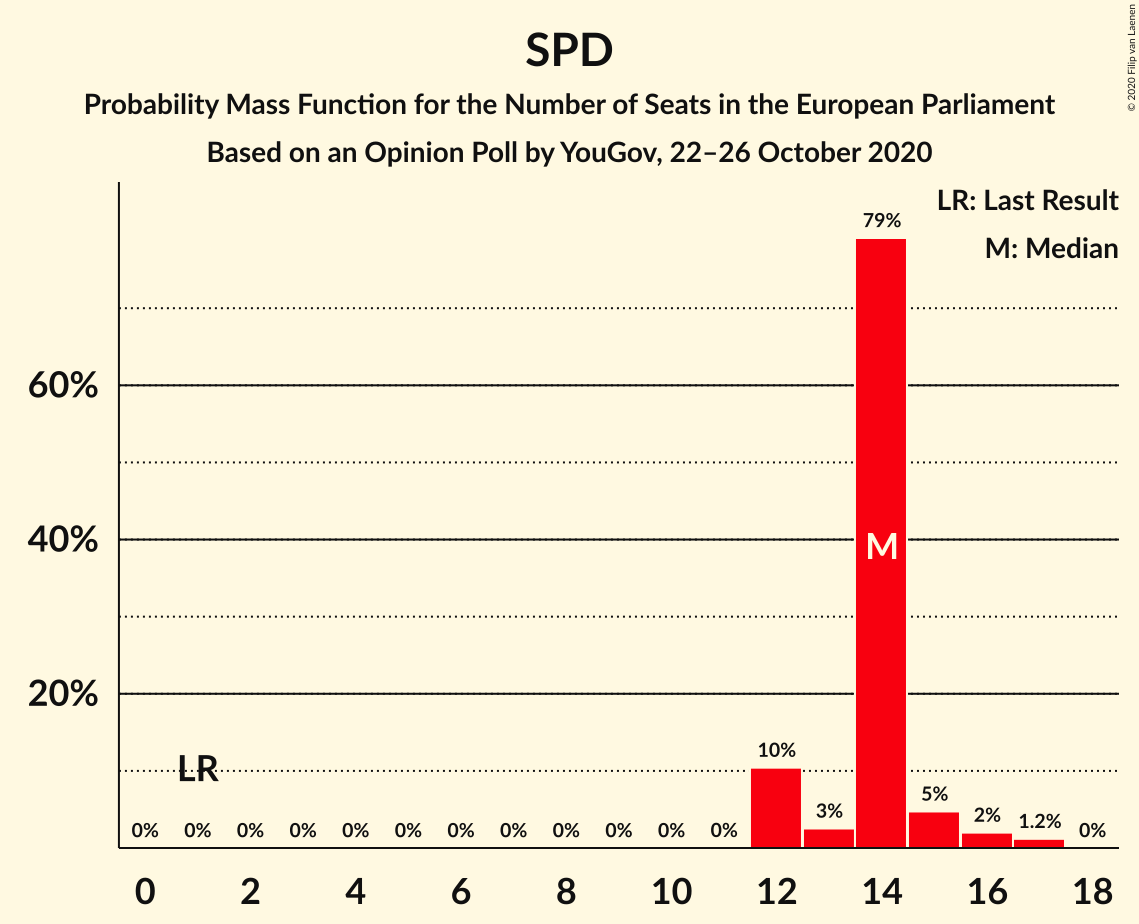 SPD
Probability Mass Function for the Number of Seats in the European Parliament
Based on an Opinion Poll by YouGov, 22–26 October 2020
© 2020 Filip van Laenen
LR: Last Result
M: Median
79%
60%
40%
M
20%
LR
10%
5%
3%
2%
1.2%
0% 0% 0% 0% 0% 0% 0% 0% 0% 0% 0% 0% 0%
0 2 4 6 8 10 12 14 16 18